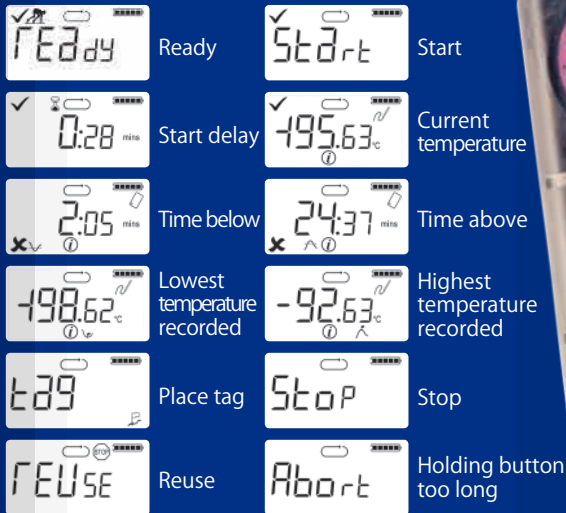 rEAdy
Ready
StArt
Start
0:28 mins
Start delay
-195.63°c
i
Current
temperature
2:05 mins
i
Time below
24:37 mins
i
Time above
-198.62°c
i
Lowest
temperature
recorded
-92.63°c
i
Highest
temperature
recorded
tAg
Place tag
StoP
Stop
STOP
rEUSE
Reuse
Abort
Holding button
too long